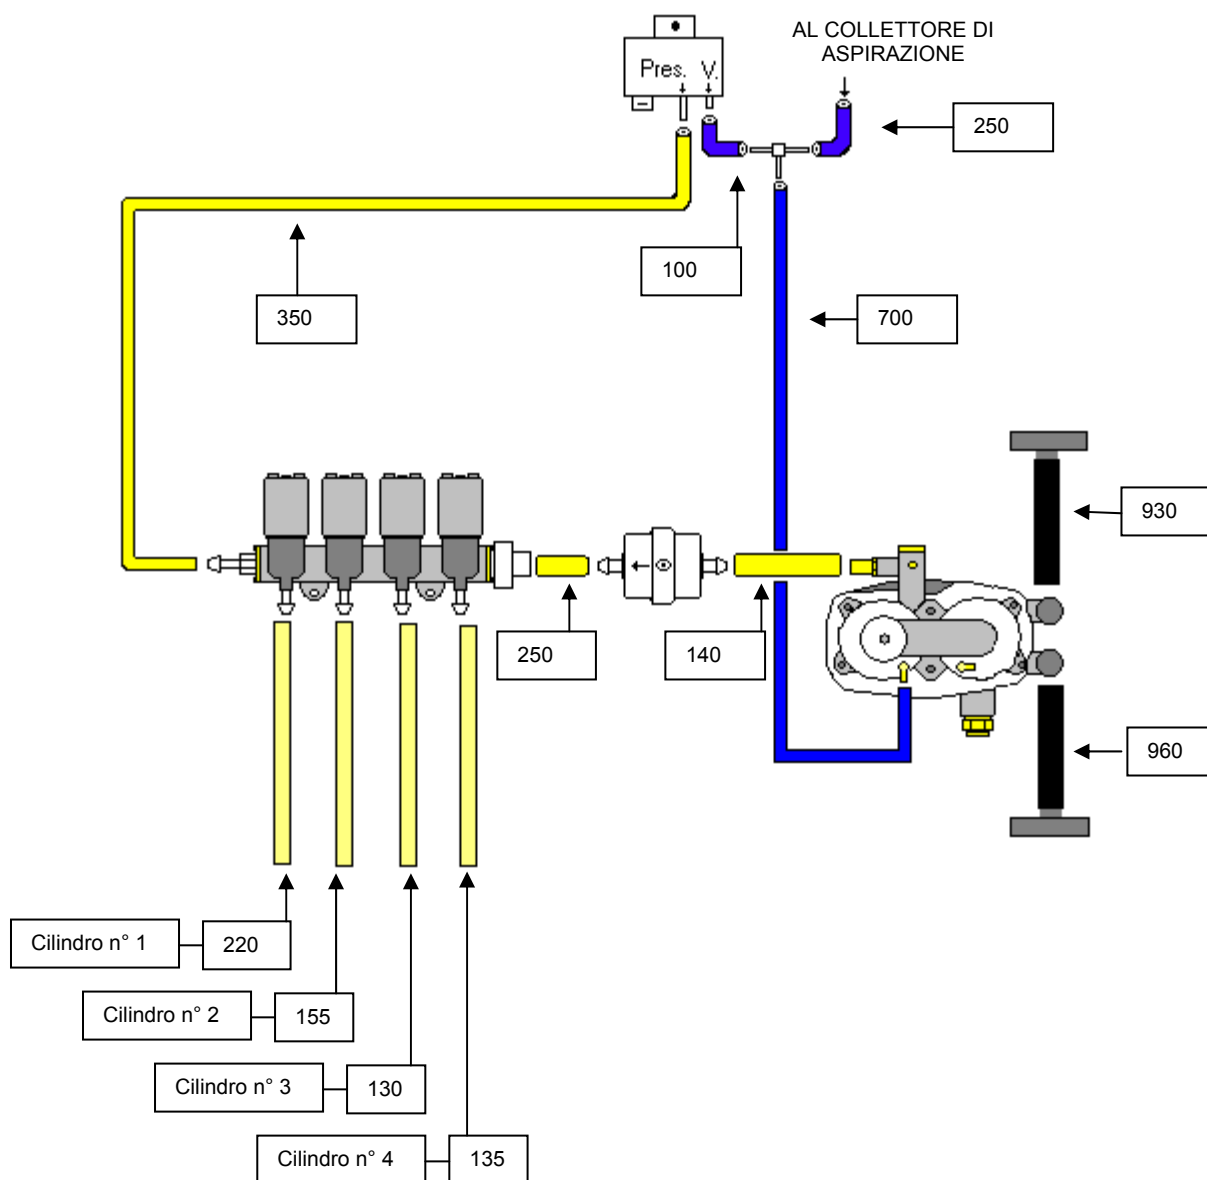 AL COLLETTORE DI
ASPIRAZIONE
Pres. V.
250
100
350
700
930
250
140
960
Cilindro n° 1 220
Cilindro n° 2 155
Cilindro n° 3 130
Cilindro n° 4 135